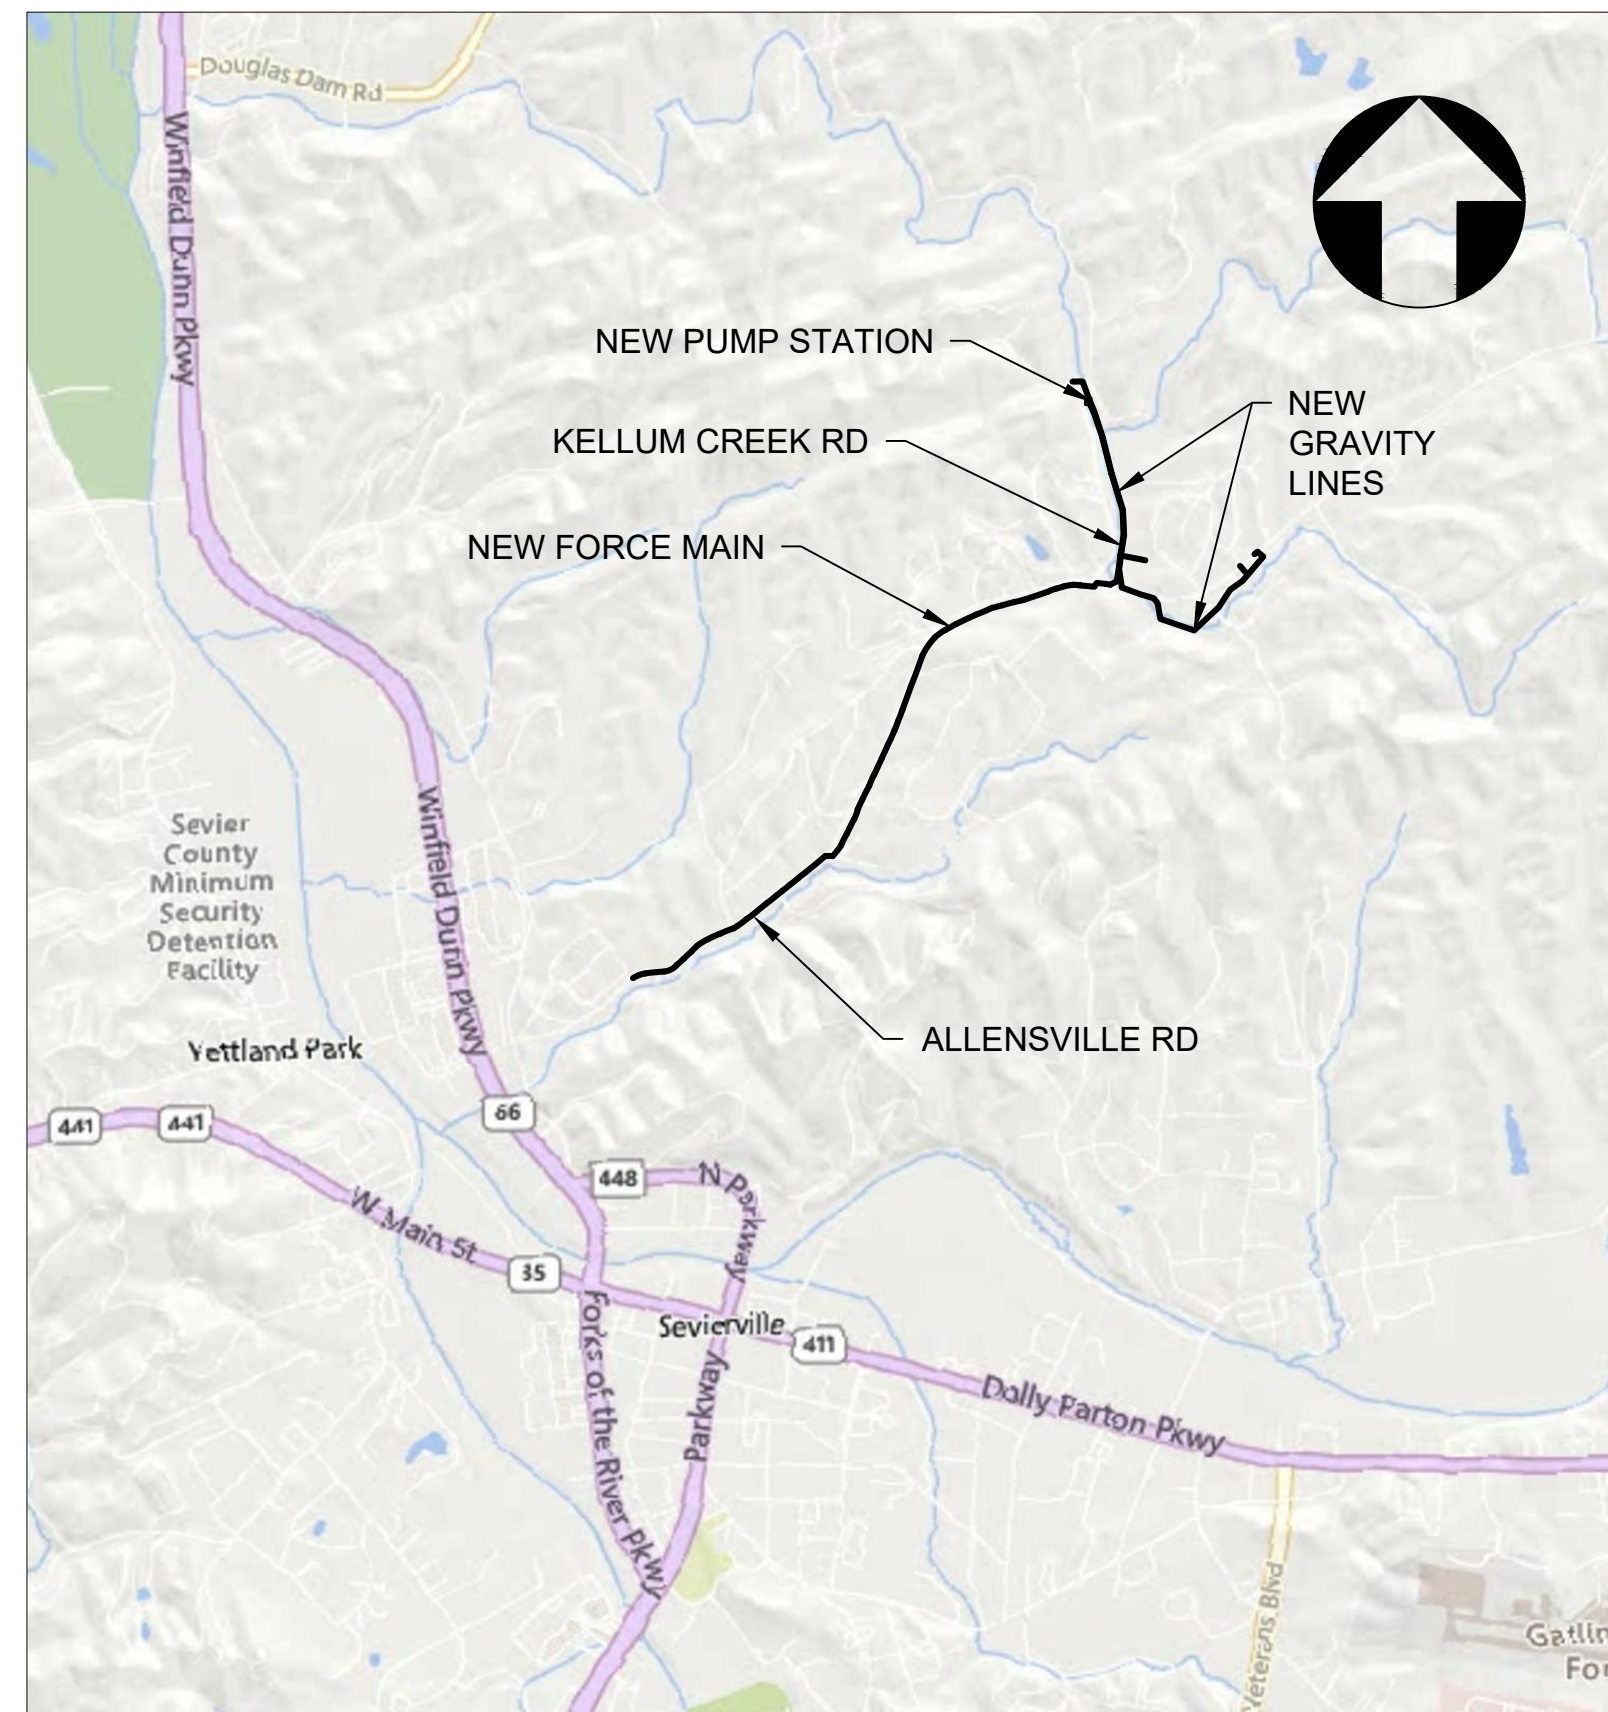 Douglas Dam Rd
Winfield Dunn Pkwy
NEW PUMP STATION
NEW
GRAVITY
LINES
KELLUM CREEK RD
NEW FORCE MAIN
Winfield Dunn Pkwy
Sevier
County
Minimum
Security
Detention
Facility
ALLENSVILLE RD
Yettland Park
66
441
441
448
N Parkway
W Main St
35
Sevierville
411
Forks of the River Pkwy
Parkway
Dolly Parton Pkwy
Veterans Blvd
Gatlin
For